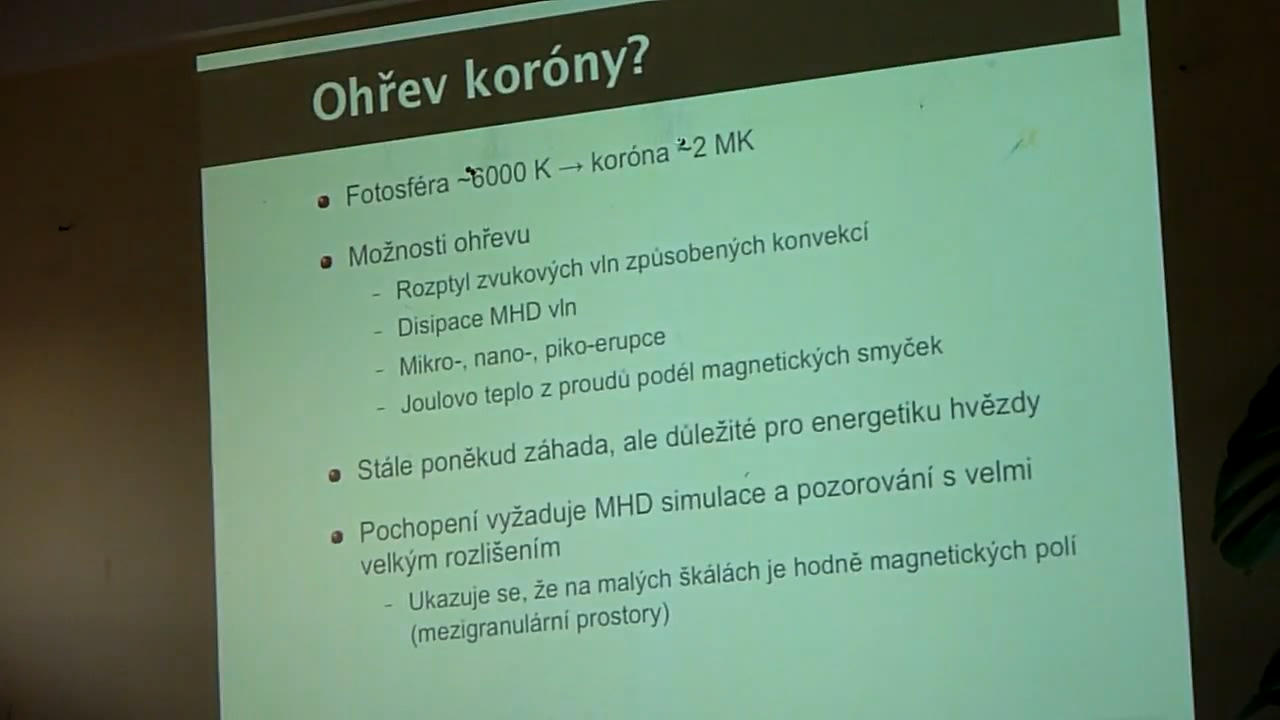 Ohřev koróny?
Fotosféra ~6000 K → koróna ~2 MK
Možnosti ohřevu
- Rozptyl zvukových vln způsobených konvekcí
- Disipace MHD vln
- Mikro-, nano-, piko-erupce
- Joulovo teplo z proudů podél magnetických smyček
Stále poněkud záhada, ale důležité pro energetiku hvězdy
Pochopení vyžaduje MHD simulace a pozorování s velmi
velkým rozlišením
- Ukazuje se, že na malých škálách je hodně magnetických polí
(mezigranulární prostory)